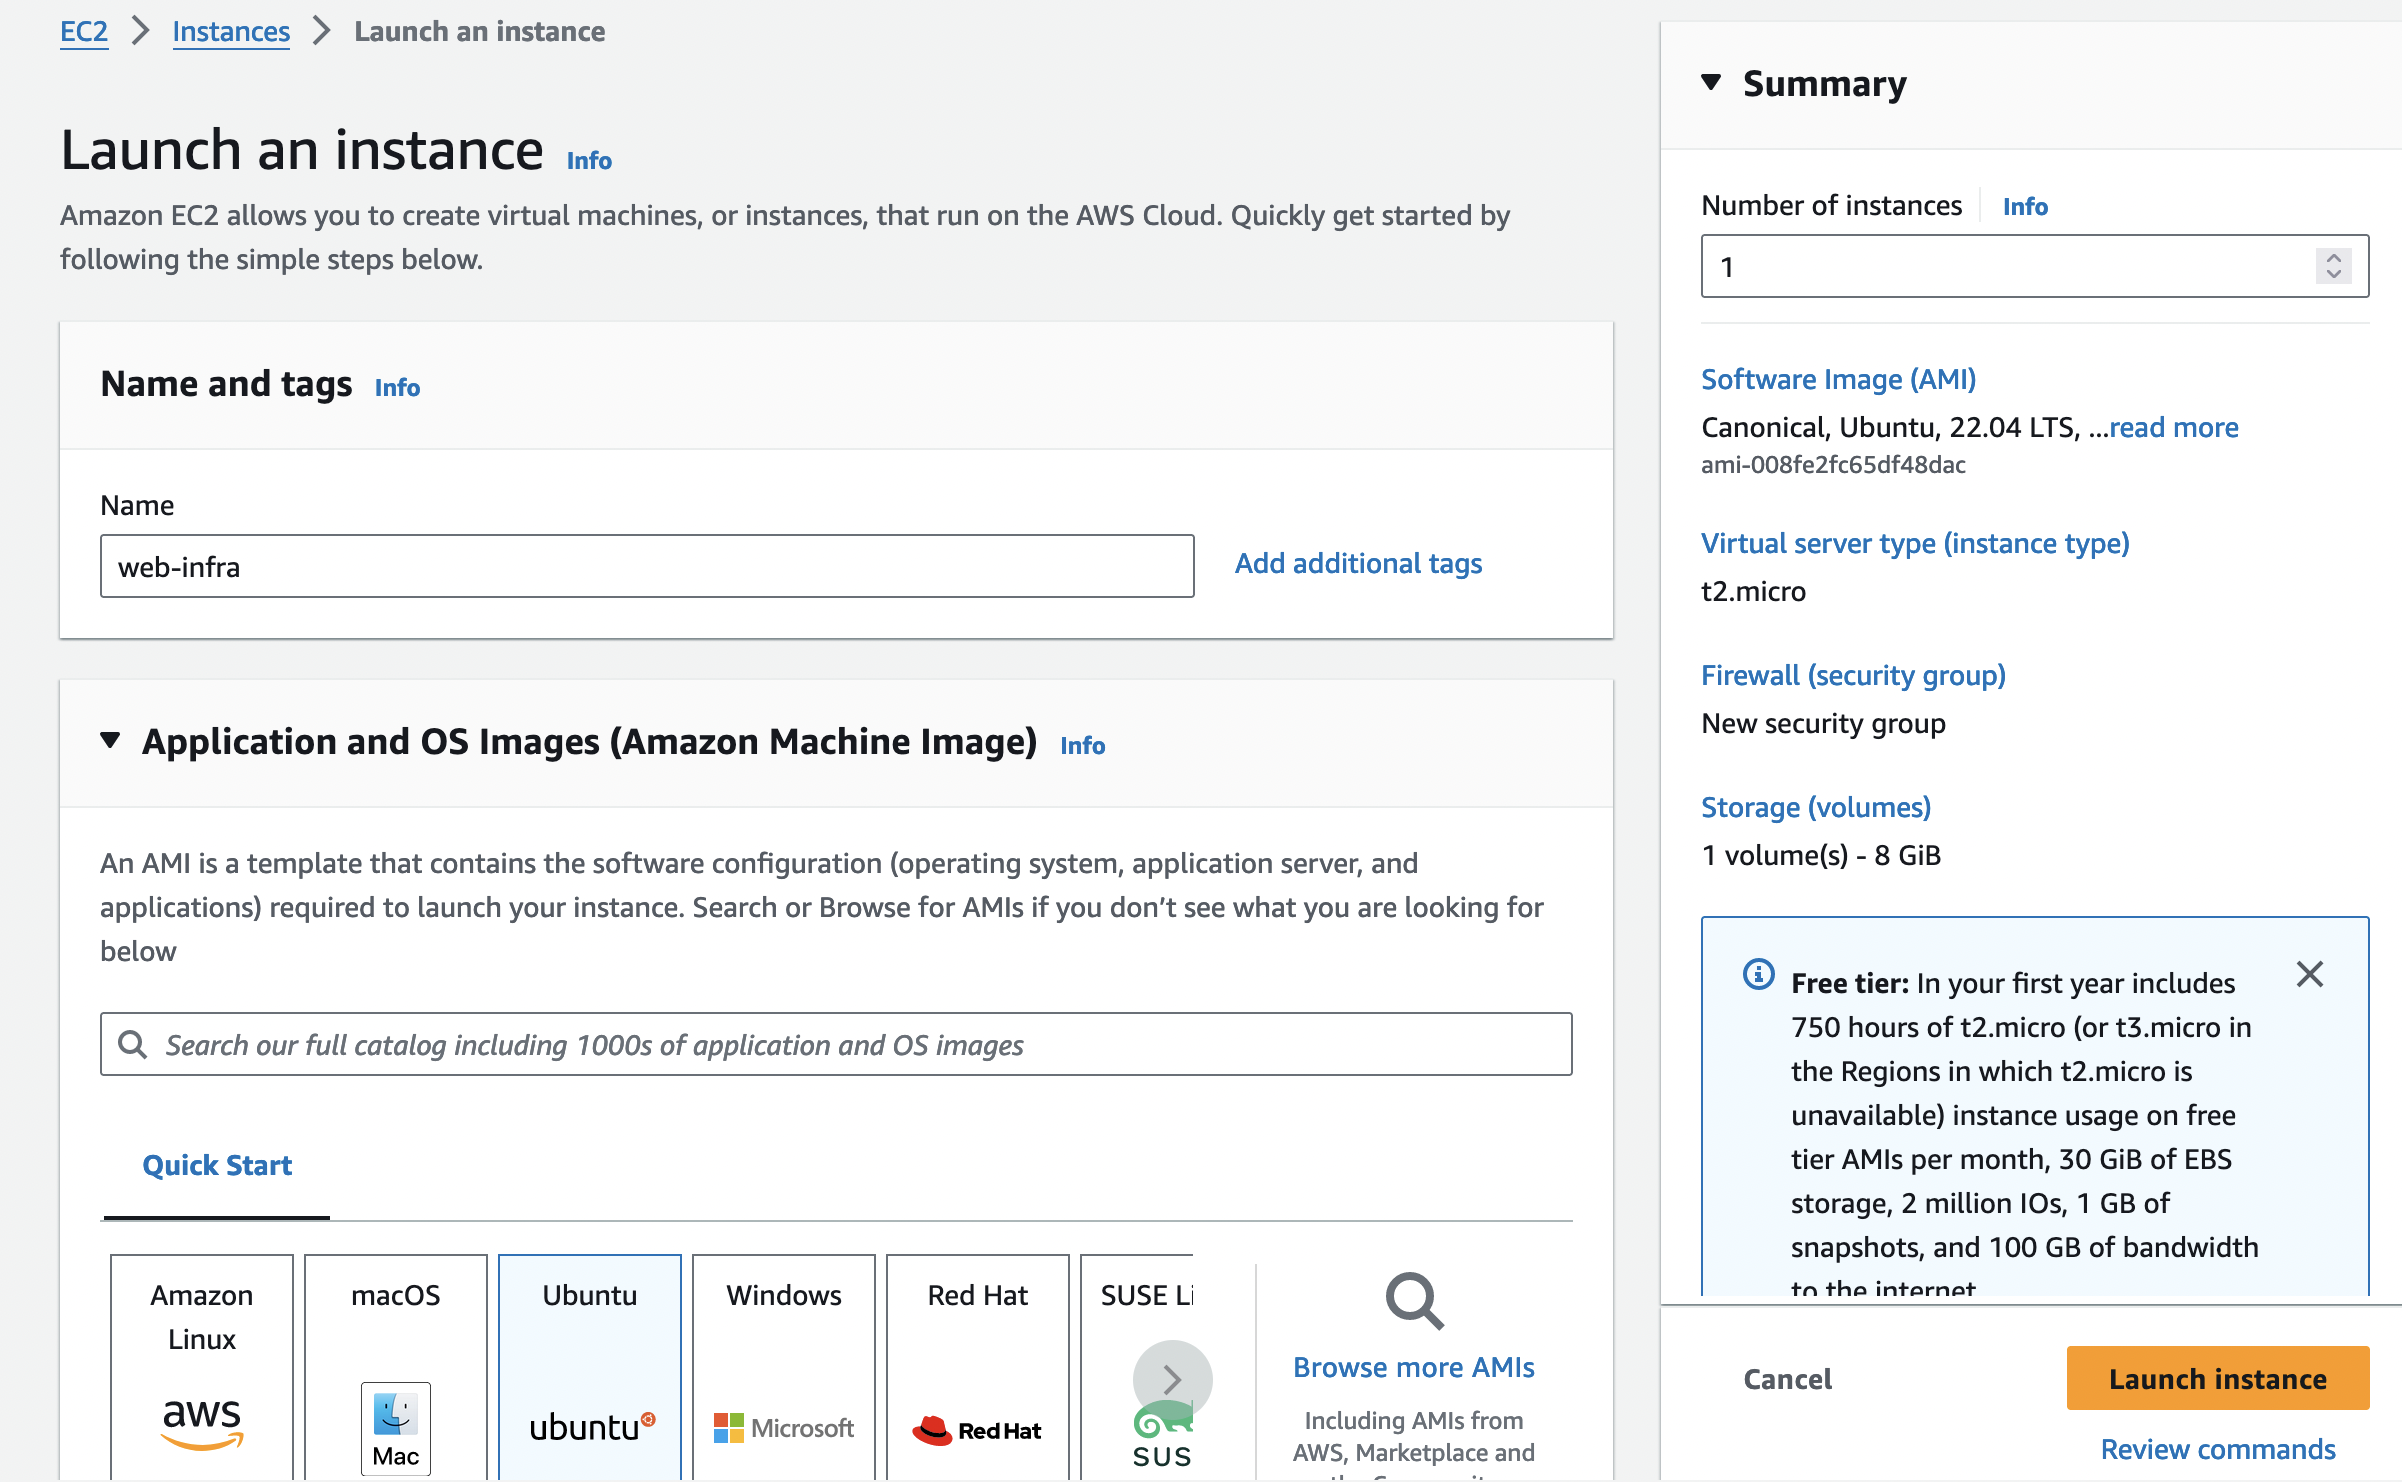 EC2 > Instances > Launch an instance
Launch an instance Info
Amazon EC2 allows you to create virtual machines, or instances, that run on the AWS Cloud. Quickly get started by
following the simple steps below.
Name and tags Info
Name
web-infra
Add additional tags
Application and OS Images (Amazon Machine Image) Info
An AMI is a template that contains the software configuration (operating system, application server, and
applications) required to launch your instance. Search or Browse for AMIs if you don’t see what you are looking for
below
Search our full catalog including 1000s of application and OS images
Quick Start
Amazon
Linux
aws
macOS
Mac
Ubuntu
ubuntu
Windows
Microsoft
Red Hat
Red Hat
SUSE Li
SUS
Browse more AMIs
Including AMIs from
AWS, Marketplace and
Summary
Number of instances Info
1
Software Image (AMI)
Canonical, Ubuntu, 22.04 LTS, ...read more
ami-008fe2fc65df48dac
Virtual server type (instance type)
t2.micro
Firewall (security group)
New security group
Storage (volumes)
1 volume(s) - 8 GiB
Free tier: In your first year includes
750 hours of t2.micro (or t3.micro in
the Regions in which t2.micro is
unavailable) instance usage on free
tier AMIs per month, 30 GiB of EBS
storage, 2 million IOs, 1 GB of
snapshots, and 100 GB of bandwidth
to the internet
Cancel
Launch instance
Review commands